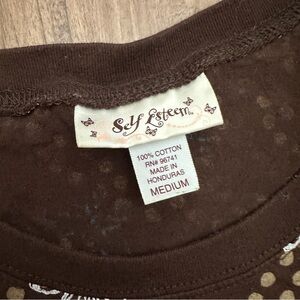 Self Esteem
100% COTTON
RN# 96741
MADE IN
HONDURAS
MEDIUM